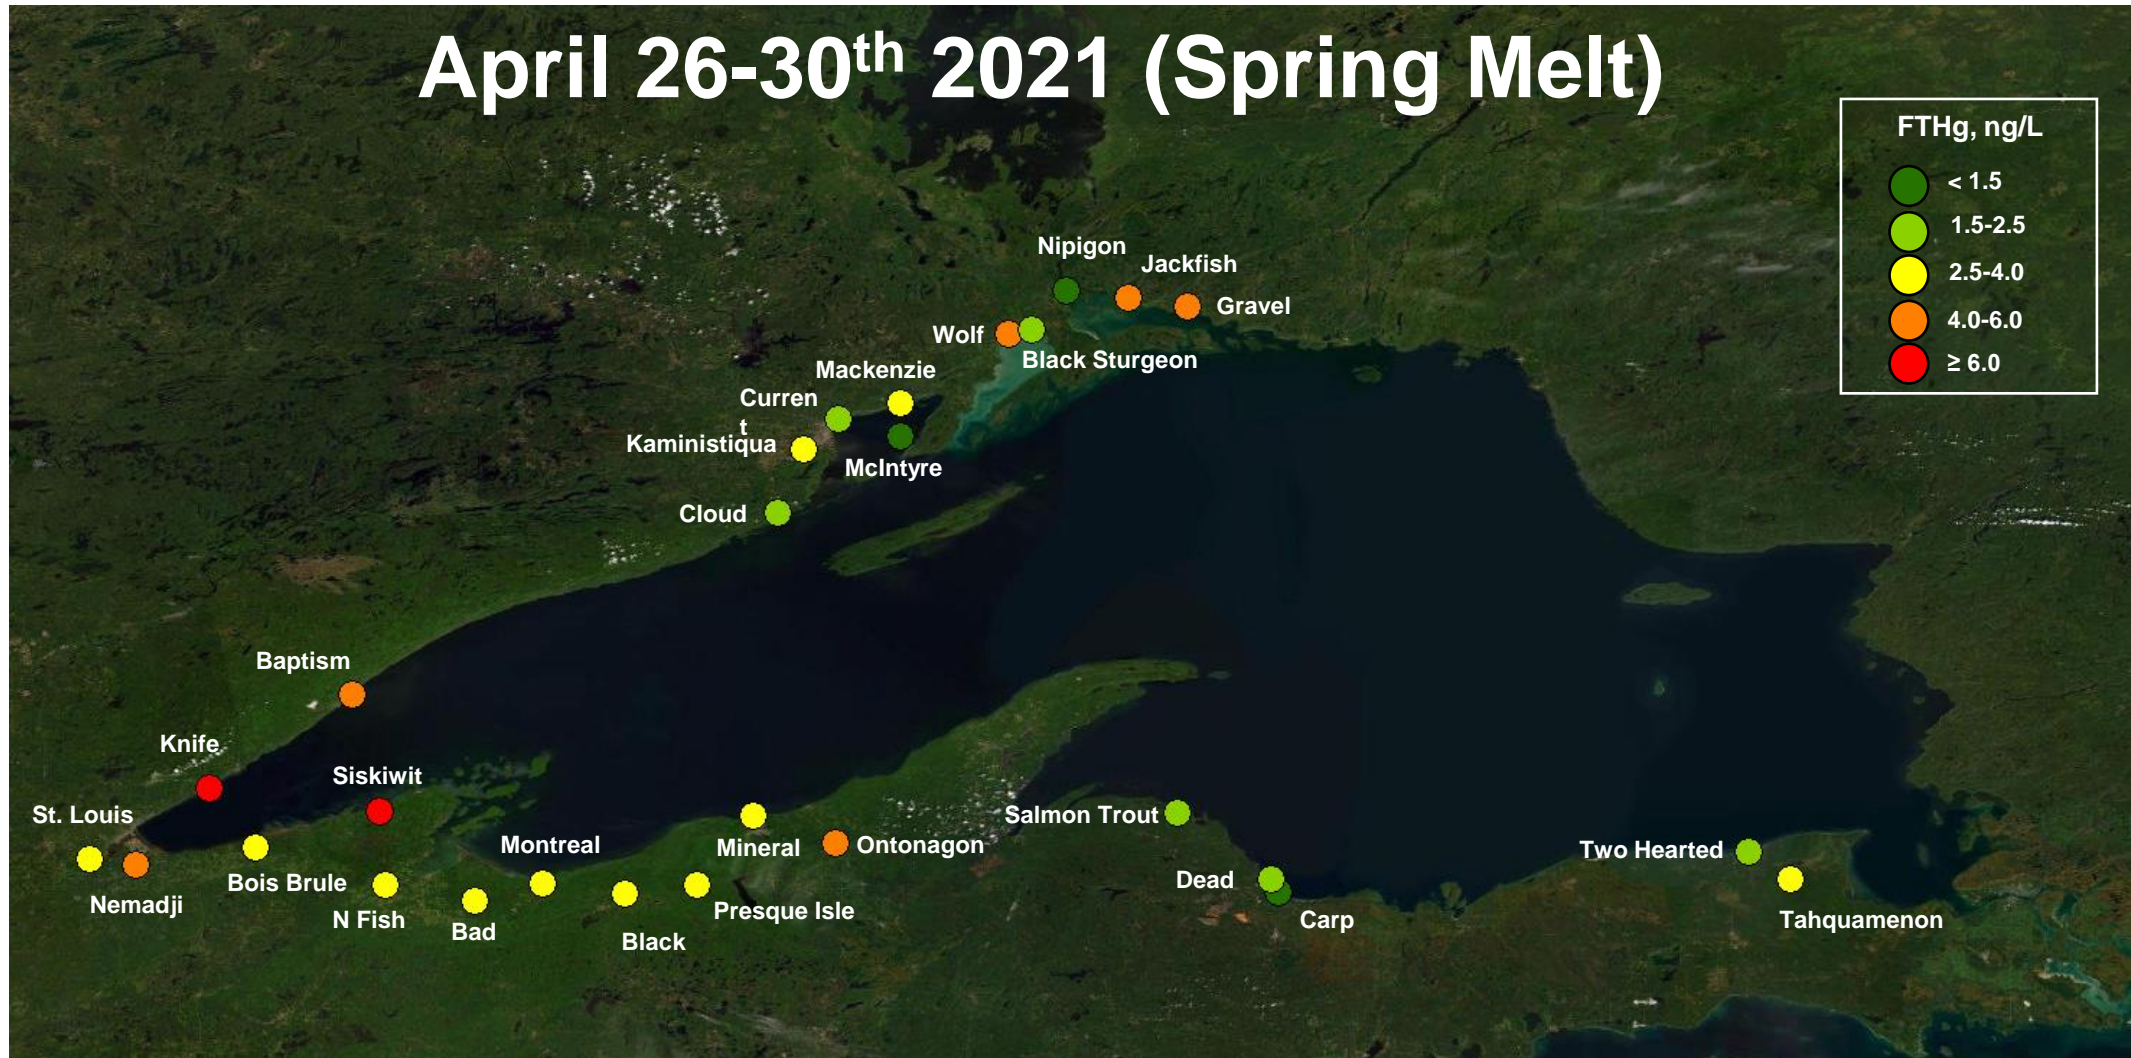 April 26-30th 2021 (Spring Melt)
FTHg, ng/L
< 1.5
1.5-2.5
2.5-4.0
4.0-6.0
≥ 6.0
Nipigon
Jackfish
Gravel
Wolf
Black Sturgeon
Mackenzie
Curren
t
Kaministiqua
McIntyre
Cloud
Baptism
Knife
Siskiwit
St. Louis
Nemadji
Bois Brule
N Fish
Bad
Montreal
Black
Mineral
Presque Isle
Ontonagon
Salmon Trout
Dead
Carp
Two Hearted
Tahquamenon